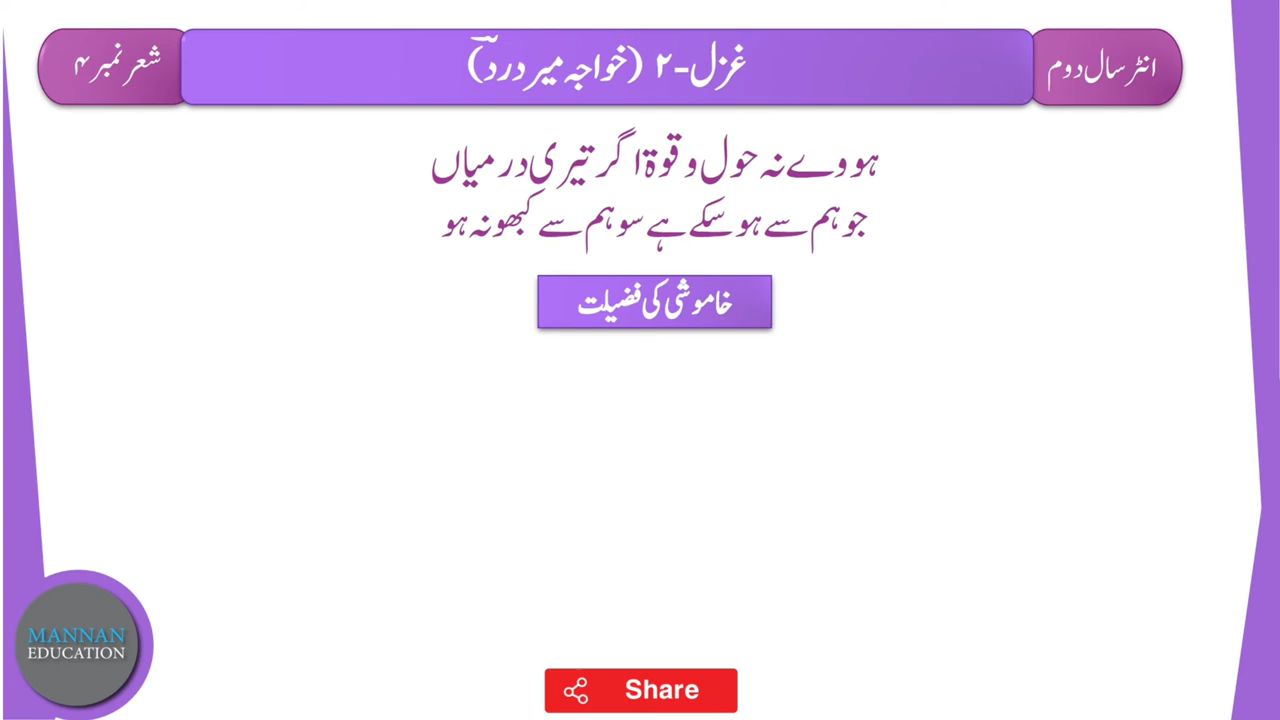 انٹر سال دوم
غزل-۲ (خواجہ میر دردؔ)
شعر نمبر ۴
ہووے نہ حول و قوۃ اگر تیری درمیاں
جو ہم سے ہو سکے ہے سو ہم سے کبھو نہ ہو
خاموشی کی فضیلت
MANNAN
EDUCATION
Share